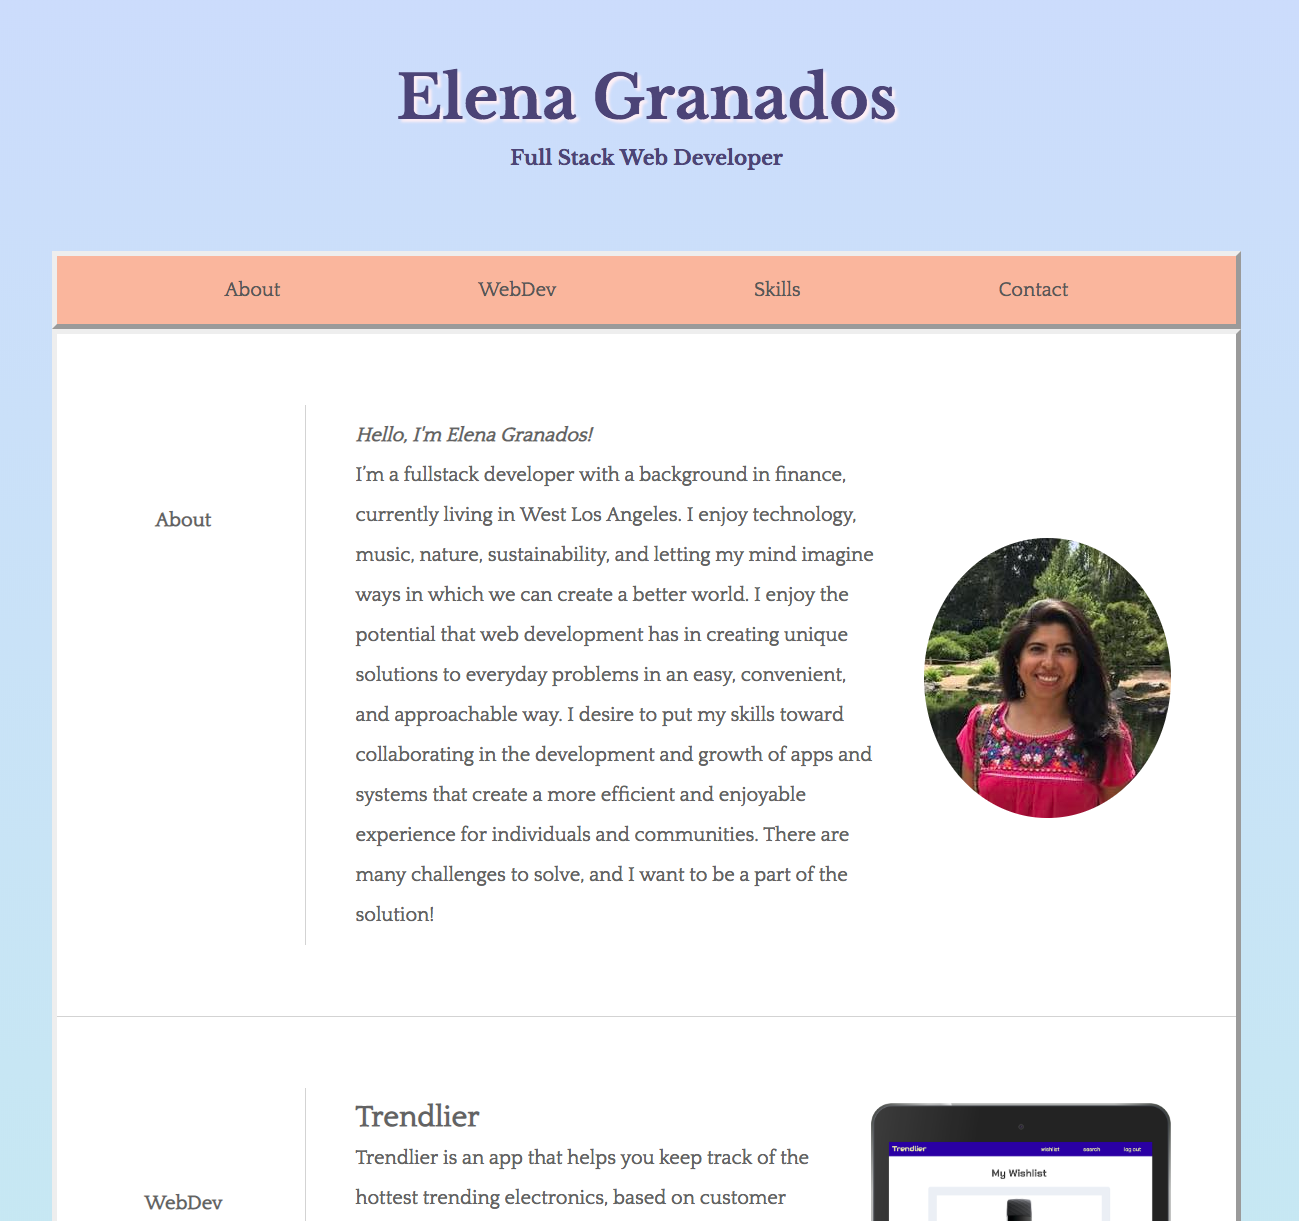 Elena Granados
Full Stack Web Developer
About WebDev Skills Contact
About
Hello, I'm Elena Granados!
I'm a fullstack developer with a background in finance,
currently living in West Los Angeles. I enjoy technology,
music, nature, sustainability, and letting my mind imagine
ways in which we can create a better world. I enjoy the
potential that web development has in creating unique
solutions to everyday problems in an easy, convenient,
and approachable way. I desire to put my skills toward
collaborating in the development and growth of apps and
systems that create a more efficient and enjoyable
experience for individuals and communities. There are
many challenges to solve, and I want to be a part of the
solution!
WebDev
Trendlier
Trendlier is an app that helps you keep track of the
hottest trending electronics, based on customer
Trendlier wishlist search log out
My Wishlist